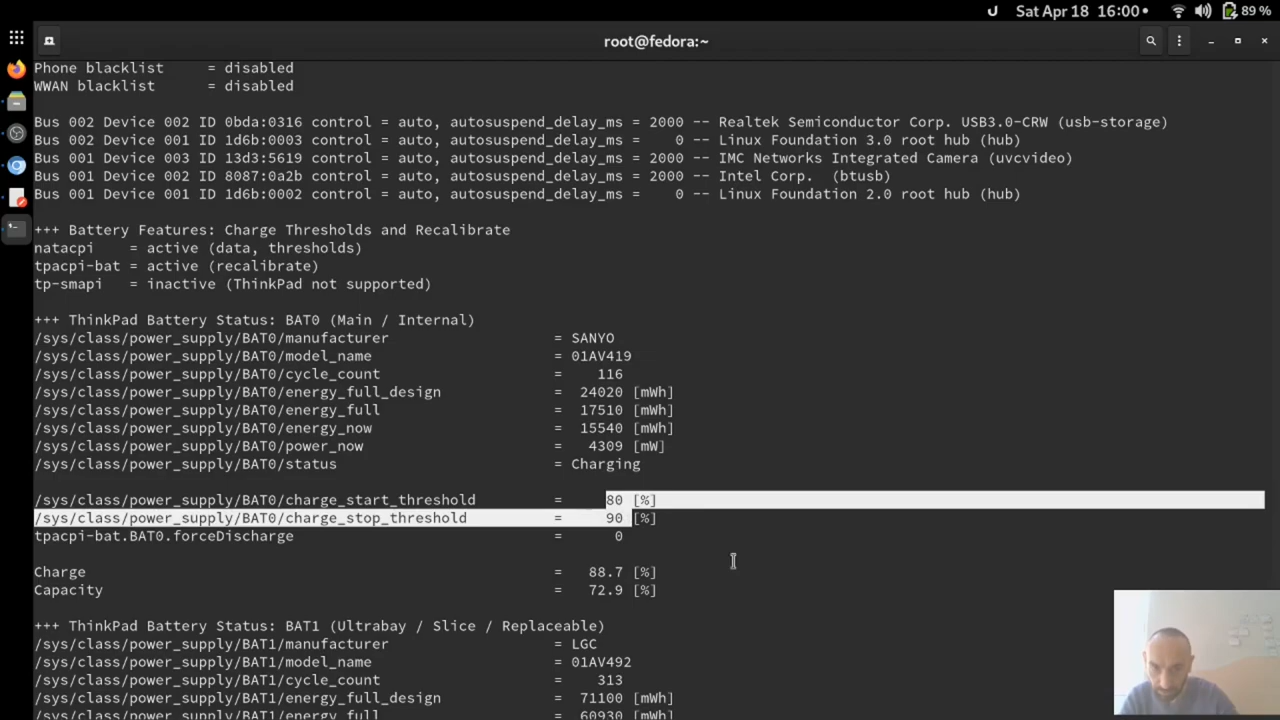 Sat Apr 18 16:00
89 %
root@fedora:~
Phone blacklist = disabled
WWAN blacklist = disabled
Bus 002 Device 002 ID 0bda:0316 control = auto, autosuspend_delay_ms = 2000 -- Realtek Semiconductor Corp. USB3.0-CRW (usb-storage)
Bus 002 Device 001 ID 1d6b:0003 control = auto, autosuspend_delay_ms = 0 -- Linux Foundation 3.0 root hub (hub)
Bus 001 Device 003 ID 13d3:5619 control = auto, autosuspend_delay_ms = 2000 -- IMC Networks Integrated Camera (uvcvideo)
Bus 001 Device 002 ID 8087:0a2b control = auto, autosuspend_delay_ms = 2000 -- Intel Corp. (btusb)
Bus 001 Device 001 ID 1d6b:0002 control = auto, autosuspend_delay_ms = 0 -- Linux Foundation 2.0 root hub (hub)
+++ Battery Features: Charge Thresholds and Recalibrate
natacpi = active (data, thresholds)
tpacpi-bat = active (recalibrate)
tp-smapi = inactive (ThinkPad not supported)
+++ ThinkPad Battery Status: BAT0 (Main / Internal)
/sys/class/power_supply/BAT0/manufacturer = SANYO
/sys/class/power_supply/BAT0/model_name = 01AV419
/sys/class/power_supply/BAT0/cycle_count = 116
/sys/class/power_supply/BAT0/energy_full_design = 24020 [mWh]
/sys/class/power_supply/BAT0/energy_full = 17510 [mWh]
/sys/class/power_supply/BAT0/energy_now = 15540 [mWh]
/sys/class/power_supply/BAT0/power_now = 4309 [mW]
/sys/class/power_supply/BAT0/status = Charging
/sys/class/power_supply/BAT0/charge_start_threshold = 80 [%]
/sys/class/power_supply/BAT0/charge_stop_threshold = 90 [%]
tpacpi-bat.BAT0.forceDischarge = 0
Charge = 88.7 [%]
Capacity = 72.9 [%]
+++ ThinkPad Battery Status: BAT1 (Ultrabay / Slice / Replaceable)
/sys/class/power_supply/BAT1/manufacturer = LGC
/sys/class/power_supply/BAT1/model_name = 01AV492
/sys/class/power_supply/BAT1/cycle_count = 313
/sys/class/power_supply/BAT1/energy_full_design = 71100 [mWh]
/sys/class/power_supply/BAT1/energy_full = 60930 [mWh]